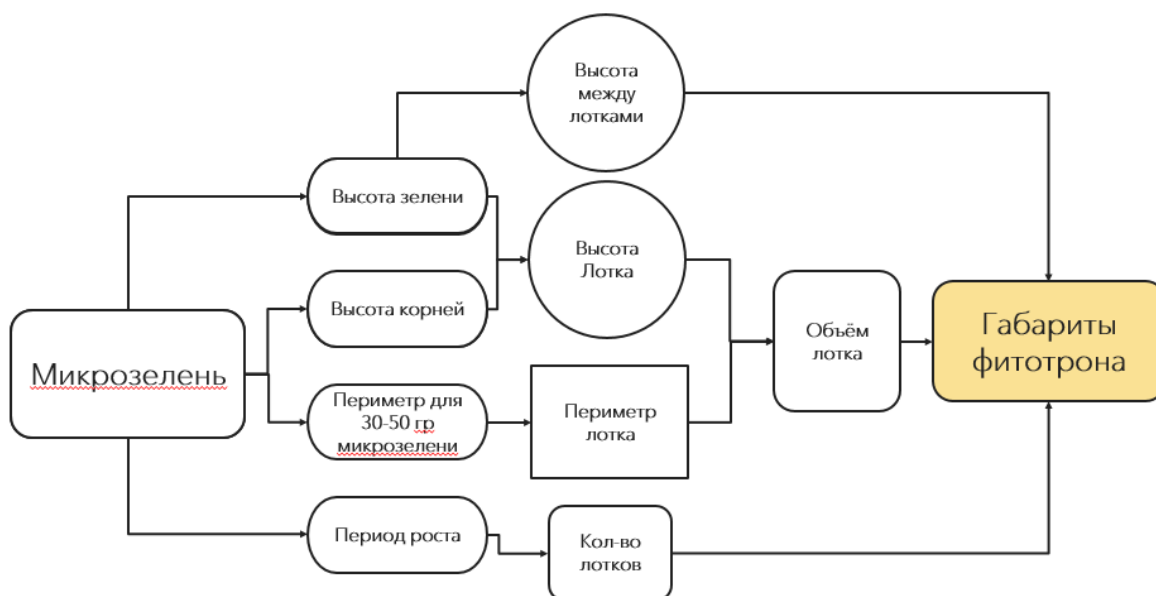 Высота
между
лотками
Высота зелени
Высота
Лотка
Высота корней
Микрозелень
Периметр для
30-50 гр
микрозелени
Периметр
лотка
Объём
лотка
Габариты
фитотрона
Период роста
Кол-во
лотков